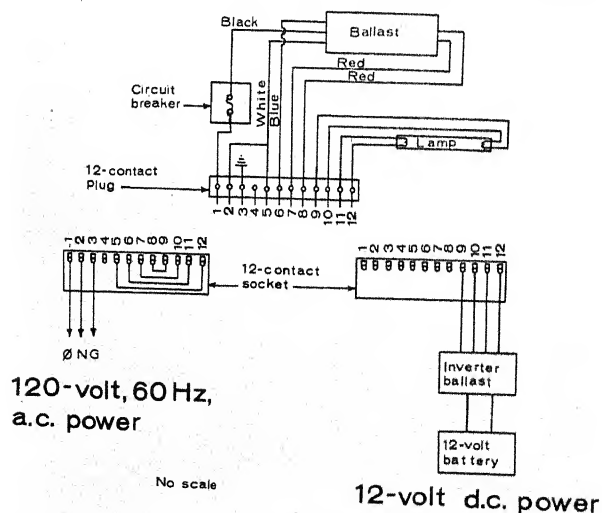 Black
Ballast
Red
Red
Circuit
breaker
White
Blue
Lamp
12-contact
plug
1 2 3 4 5 6 7 8 9 10 11 12
1 2 3 4 5 6 7 8 9 10 11 12
12-contact
socket
1 2 3 4 5 6 7 8 9 10 11 12
Ø N G
Inverter
ballast
120-volt, 60 Hz,
a.c. power
12-volt
battery
No scale
12-volt d.c. power